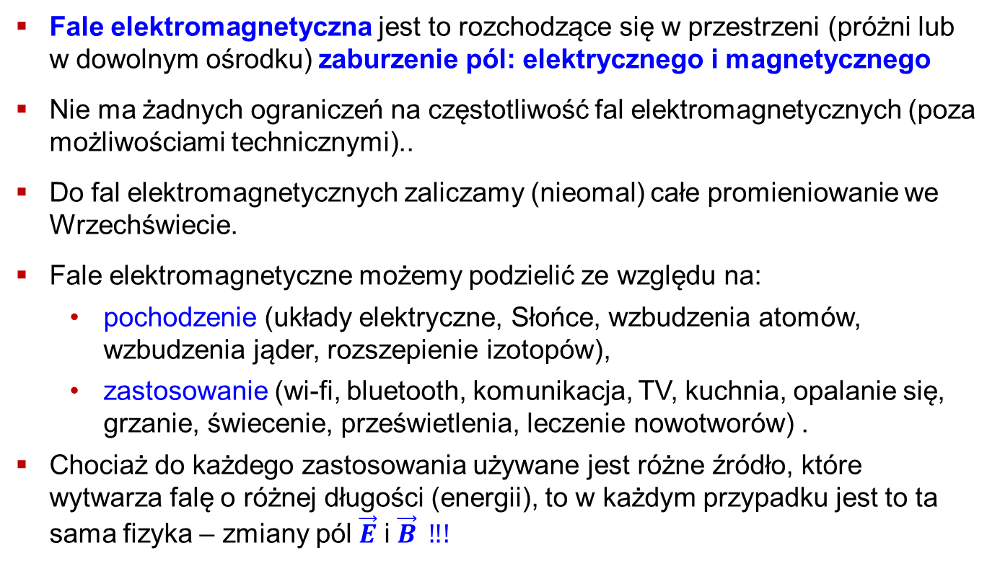 ▪ Fale elektromagnetyczna jest to rozchodzące się w przestrzeni (próżni lub
w dowolnym ośrodku) zaburzenie pól: elektrycznego i magnetycznego
▪ Nie ma żadnych ograniczeń na częstotliwość fal elektromagnetycznych (poza
możliwościami technicznymi)..
▪ Do fal elektromagnetycznych zaliczamy (nieomal) całe promieniowanie we
Wrzechświecie.
▪ Fale elektromagnetyczne możemy podzielić ze względu na:
• pochodzenie (układy elektryczne, Słońce, wzbudzenia atomów,
wzbudzenia jąder, rozszepienie izotopów),
• zastosowanie (wi-fi, bluetooth, komunikacja, TV, kuchnia, opalanie się,
grzanie, świecenie, prześwietlenia, leczenie nowotworów) .
▪ Chociaż do każdego zastosowania używane jest różne źródło, które
wytwarza falę o różnej długości (energii), to w każdym przypadku jest to ta
sama fizyka – zmiany pól E⃗ i B⃗ !!!